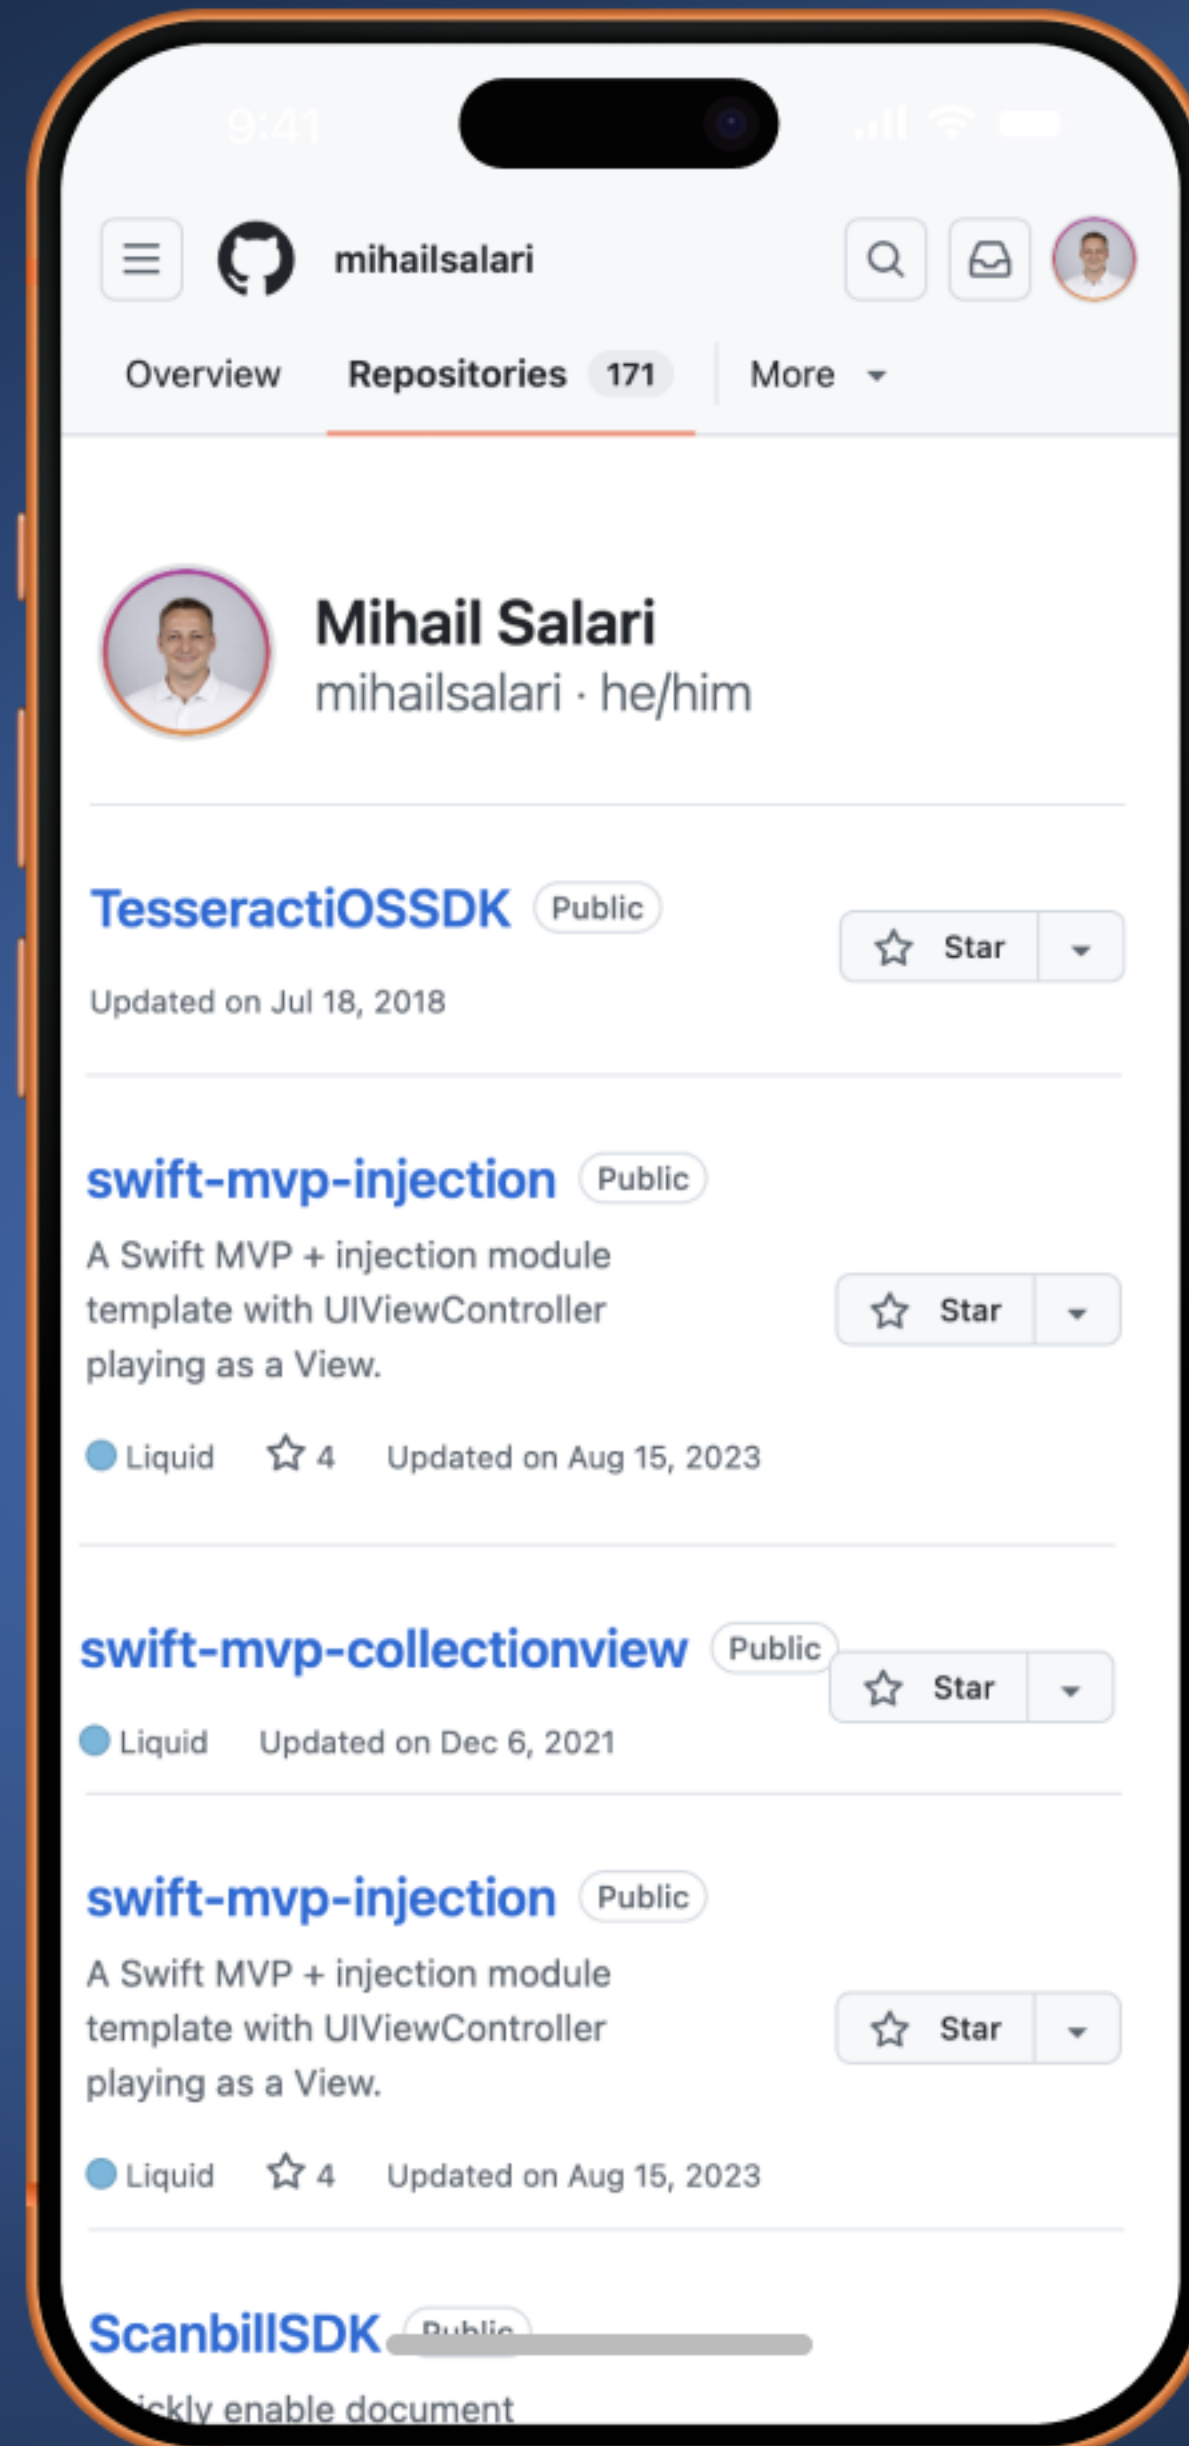 9:41
mihailsalari
Overview Repositories 171 More
Mihail Salari
mihailsalari · he/him
TesseractiOSSDK Public
Star
Updated on Jul 18, 2018
swift-mvp-injection Public
A Swift MVP + injection module
template with UIViewController
playing as a View.
Star
Liquid 4 Updated on Aug 15, 2023
swift-mvp-collectionview Public
Star
Liquid Updated on Dec 6, 2021
swift-mvp-injection Public
A Swift MVP + injection module
template with UIViewController
playing as a View.
Star
Liquid 4 Updated on Aug 15, 2023
ScanbillSDK Public
enable document